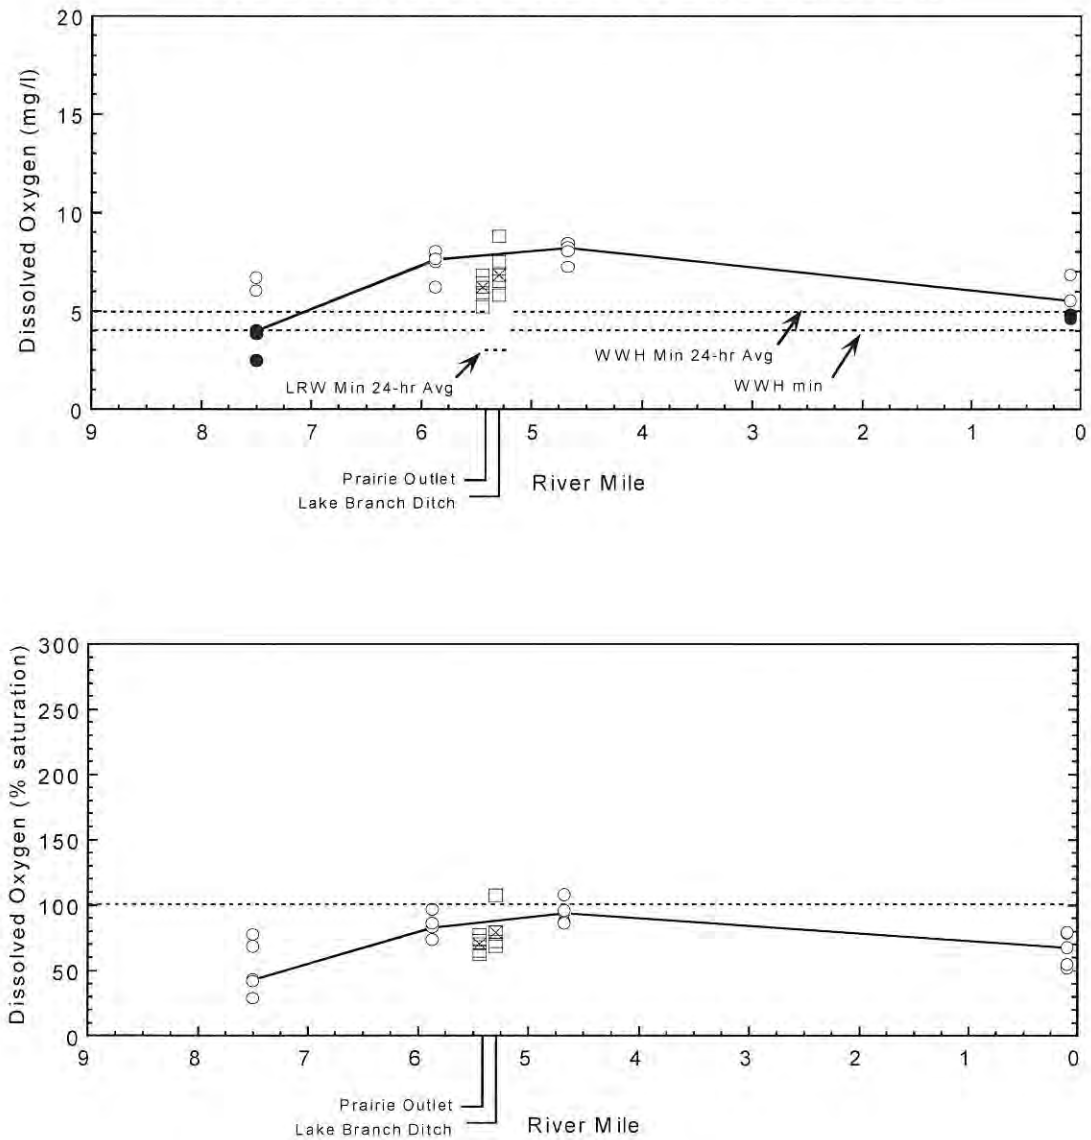 20
15
10
5
0
Dissolved Oxygen (mg/l)
WWH Min 24-hr Avg
LRW Min 24-hr Avg
WWH min
9 8 7 6 5 4 3 2 1 0
Prairie Outlet
River Mile
Lake Branch Ditch
300
250
200
150
100
50
0
Dissolved Oxygen (% saturation)
9 8 7 6 5 4 3 2 1 0
Prairie Outlet
Lake Branch Ditch
River Mile